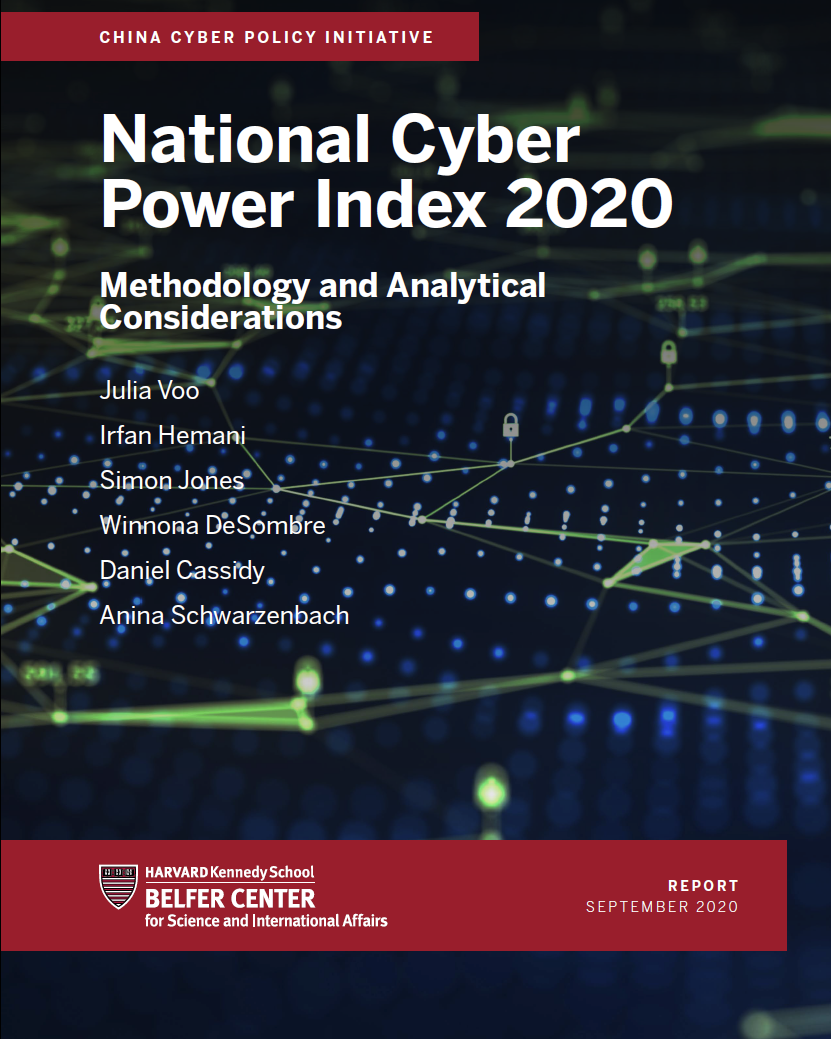 CHINA CYBER POLICY INITIATIVE
National Cyber
Power Index 2020
Methodology and Analytical
Considerations
Julia Voo
Irfan Hemani
Simon Jones
Winnona DeSombre
Daniel Cassidy
Anina Schwarzenbach
HARVARD Kennedy School
BELFER CENTER
for Science and International Affairs
REPORT
SEPTEMBER 2020